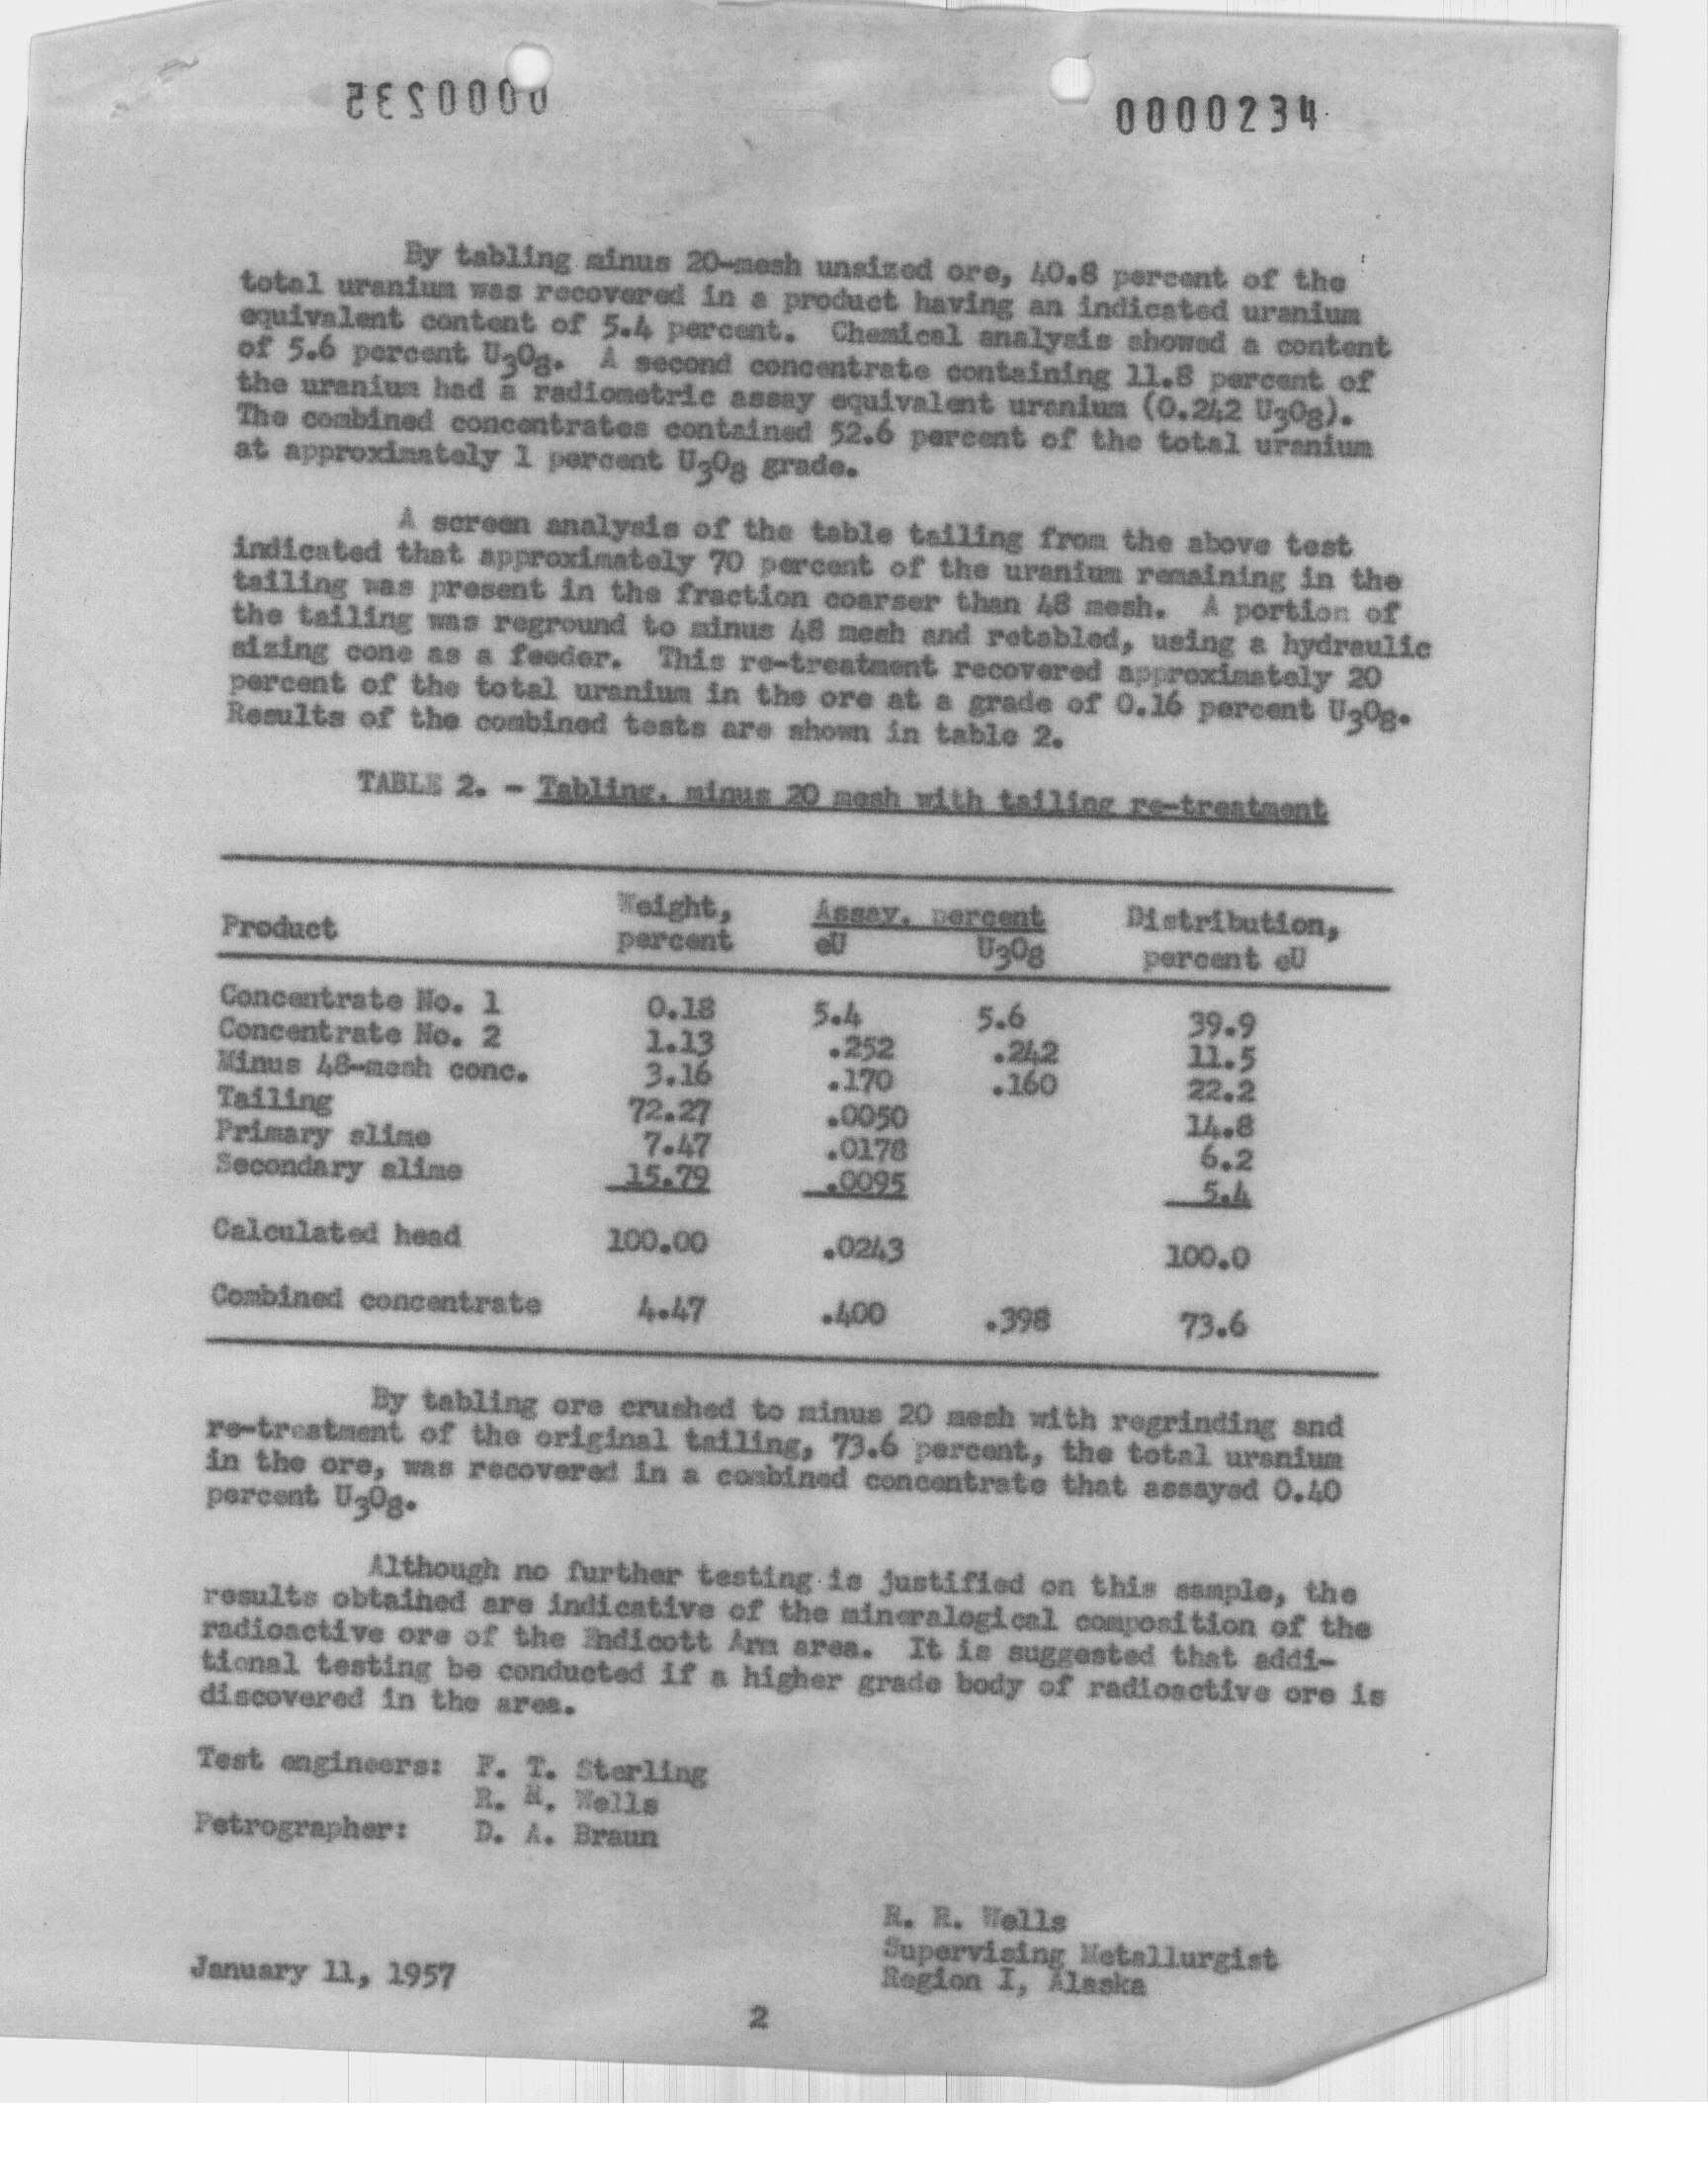 0000235
0000234
By tabling minus 20-mesh unsized ore, 40.8 percent of the
total uranium was recovered in a product having an indicated uranium
equivalent content of 5.4 percent. Chemical analysis showed a content
of 5.6 percent U3O8. A second concentrate containing 11.8 percent of
the uranium had a radiometric assay equivalent uranium (0.242 U3O8).
The combined concentrates contained 52.6 percent of the total uranium
at approximately 1 percent U3O8 grade.
A screen analysis of the table tailing from the above test
indicated that approximately 70 percent of the uranium remaining in the
tailing was present in the fraction coarser than 48 mesh. A portion of
the tailing was reground to minus 48 mesh and retabled, using a hydraulic
sizing cone as a feeder. This re-treatment recovered approximately 20
percent of the total uranium in the ore at a grade of 0.16 percent U3O8.
Results of the combined tests are shown in table 2.
TABLE 2. - Tabling, minus 20 mesh with tailing re-treatment
Weight, Assay, percent Distribution,
Product percent eU U3O8 percent eU
Concentrate No. 1 0.18 5.4 5.6 39.9
Concentrate No. 2 1.13 .252 .242 11.5
Minus 48-mesh conc. 3.16 .170 .160 22.2
Tailing 72.27 .0050 14.8
Primary slime 7.47 .0178 6.2
Secondary slime 15.79 .0095 5.4
Calculated head 100.00 .0243 100.0
Combined concentrate 4.47 .400 .398 73.6
By tabling ore crushed to minus 20 mesh with regrinding and
re-treatment of the original tailing, 73.6 percent, the total uranium
in the ore, was recovered in a combined concentrate that assayed 0.40
percent U3O8.
Although no further testing is justified on this sample, the
results obtained are indicative of the mineralogical composition of the
radioactive ore of the Endicott Arm area. It is suggested that addi-
tional testing be conducted if a higher grade body of radioactive ore is
discovered in the area.
Test engineers: F. T. Sterling
R. Wells
Petrographer: D. A. Braun
R. R. Wells
Supervising Metallurgist
January 11, 1957
Region I, Alaska
2